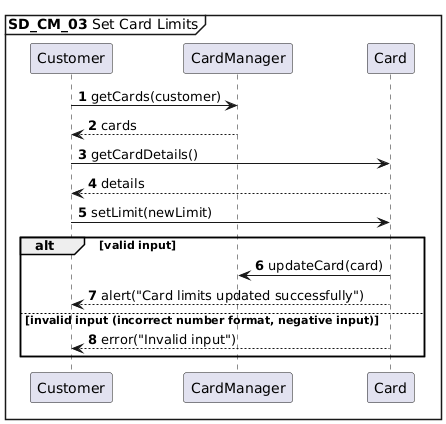 SD_CM_03 Set Card Limits
Customer CardManager Card
1 getCards(customer)
2 cards
3 getCardDetails()
4 details
5 setLimit(newLimit)
alt [valid input]
6 updateCard(card)
7 alert("Card limits updated successfully")
[invalid input (incorrect number format, negative input)]
8 error("Invalid input")
Customer CardManager Card